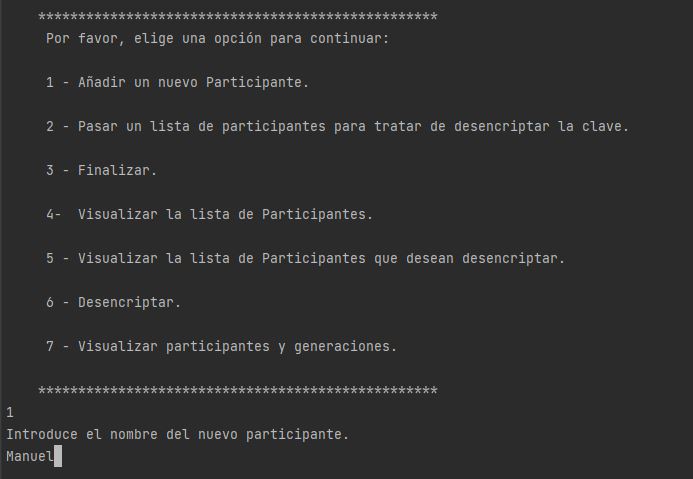 **************************************************
Por favor, elige una opción para continuar:
1 - Añadir un nuevo Participante.
2 - Pasar un lista de participantes para tratar de desencriptar la clave.
3 - Finalizar.
4-  Visualizar la lista de Participantes.
5 - Visualizar la lista de Participantes que desean desencriptar.
6 - Desencriptar.
7 - Visualizar participantes y generaciones.
**************************************************
1
Introduce el nombre del nuevo participante.
Manuel